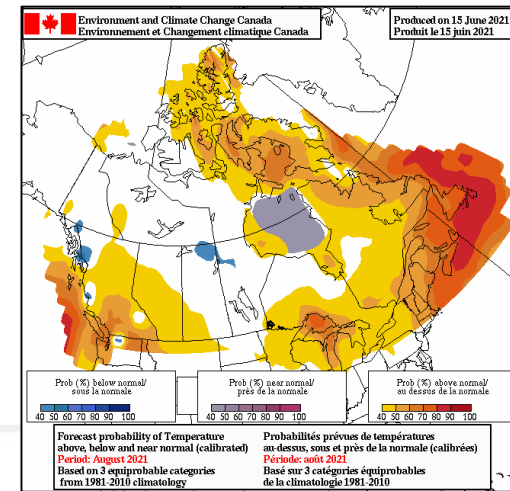 Environment and Climate Change Canada
Environnement et Changement climatique Canada
Produced on 15 June 2021
Produit le 15 juin 2021
Prob (%) below normal/
sous la normale
40 50 60 70 80 90 100
Prob (%) near normal/
près de la normale
40 50 60 70 80 90 100
Prob (%) above normal/
au dessus de la normale
40 50 60 70 80 90 100
Forecast probability of Temperature
above, below and near normal (calibrated)
Period: August 2021
Based on 3 equiprobable categories
from 1981-2010 climatology
Probabilités prévues de températures
au-dessus, sous et près de la normale (calibrées)
Période: août 2021
Basé sur 3 catégories équiprobables
de la climatologie 1981-2010